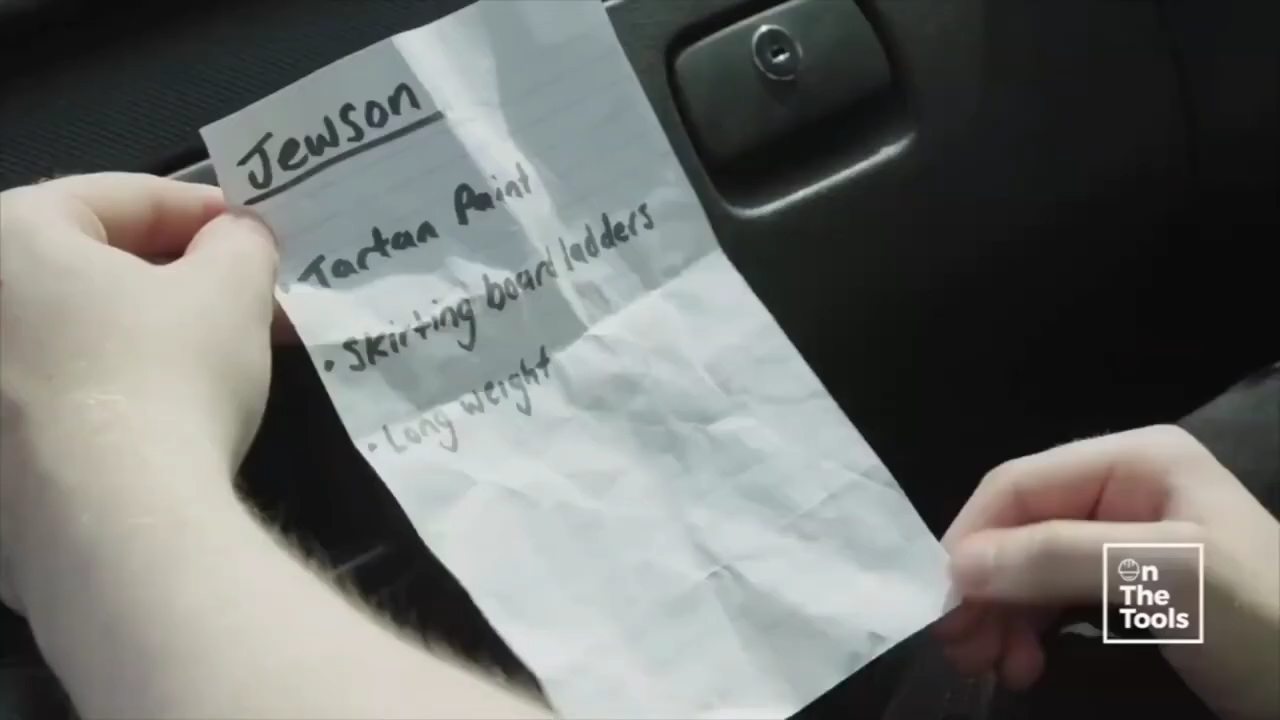 Jewson
• Tartan Paint
• Skirting board ladders
• Long weight
On
The
Tools